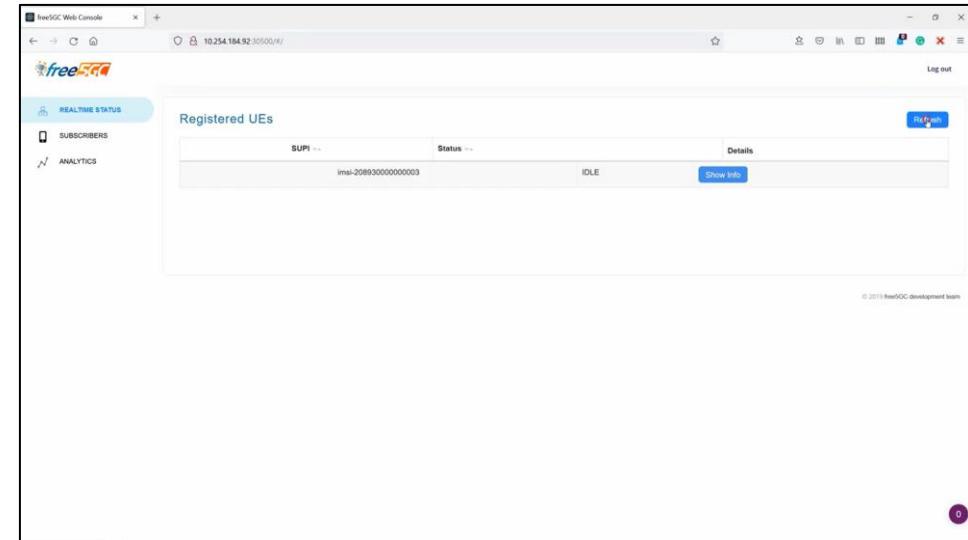 free5GC Web Console
10.254.184.92:30500/#/
free5GC
Log out
REALTIME STATUS
SUBSCRIBERS
ANALYTICS
Registered UEs
Refresh
SUPI Status Details
imsi-208930000000003 IDLE Show Info
© 2019 free5GC development team
0